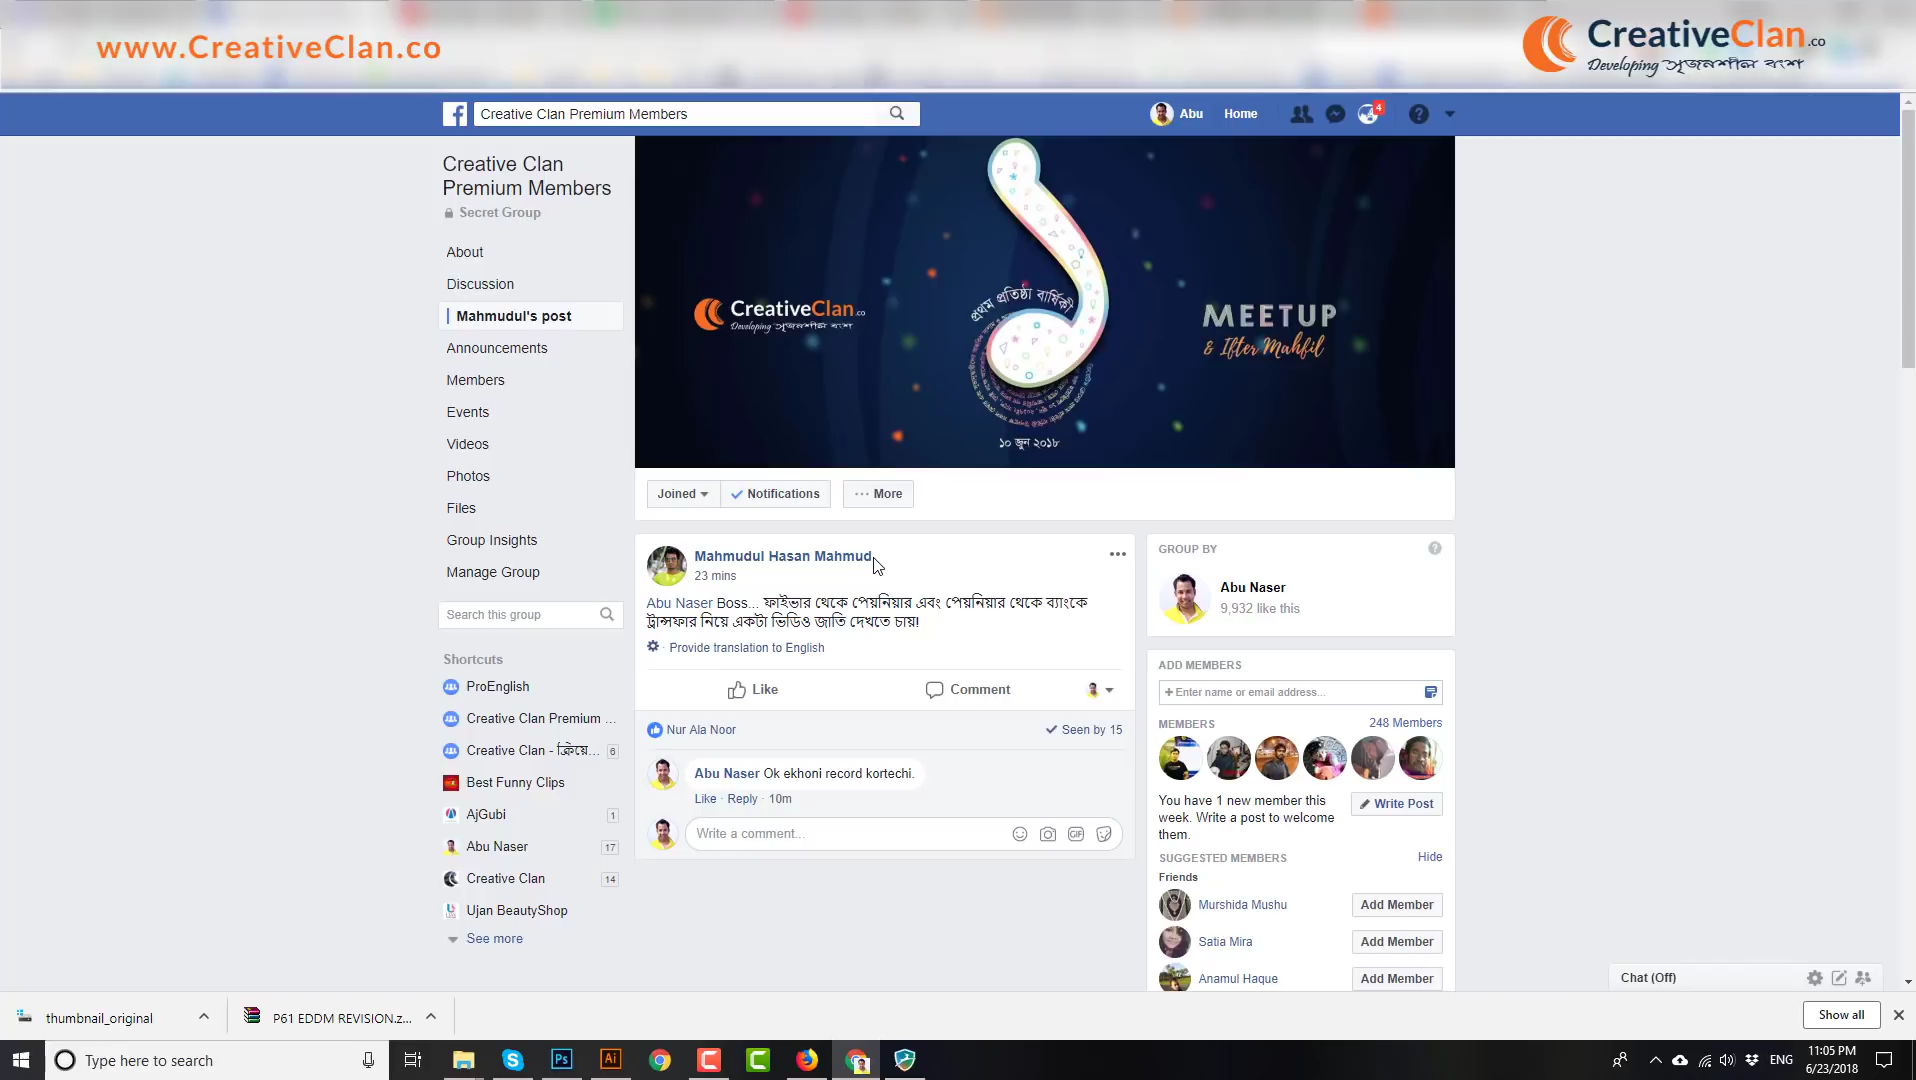 www.CreativeClan.co
CreativeClan.co
Developing সৃজনশীল বংশ
Creative Clan Premium Members
Abu
Home
4
Creative Clan
Premium Members
Secret Group
About
Discussion
Mahmudul's post
Announcements
Members
Events
Videos
Photos
Files
Group Insights
Manage Group
Search this group
Shortcuts
ProEnglish
Creative Clan Premium ...
Creative Clan - ক্রিয়ে... 6
Best Funny Clips
AjGubi 1
Abu Naser 17
Creative Clan 14
Ujan BeautyShop
See more
CreativeClan.co
Developing সৃজনশীল বংশ
প্রথম প্রতিষ্ঠা বার্ষিকী
১০ জুন ২০১৮
MEETUP
& Ifter Mahfil
Joined
Notifications
More
Mahmudul Hasan Mahmud
23 mins
Abu Naser Boss... ফাইভার থেকে পেয়নিয়ার এবং পেয়নিয়ার থেকে ব্যাংকে
ট্রান্সফার নিয়ে একটা ভিডিও জাতি দেখতে চায়!
Provide translation to English
Like
Comment
Nur Ala Noor
Seen by 15
Abu Naser Ok ekhoni record kortechi.
Like · Reply · 10m
Write a comment...
GIF
GROUP BY
Abu Naser
9,932 like this
ADD MEMBERS
+ Enter name or email address...
MEMBERS
248 Members
You have 1 new member this
week. Write a post to welcome
them.
Write Post
SUGGESTED MEMBERS
Hide
Friends
Murshida Mushu
Add Member
Satia Mira
Add Member
Anamul Haque
Add Member
Chat (Off)
thumbnail_original
P61 EDDM REVISION.z...
Show all
Type here to search
Ps
Ai
ENG
11:05 PM
6/23/2018